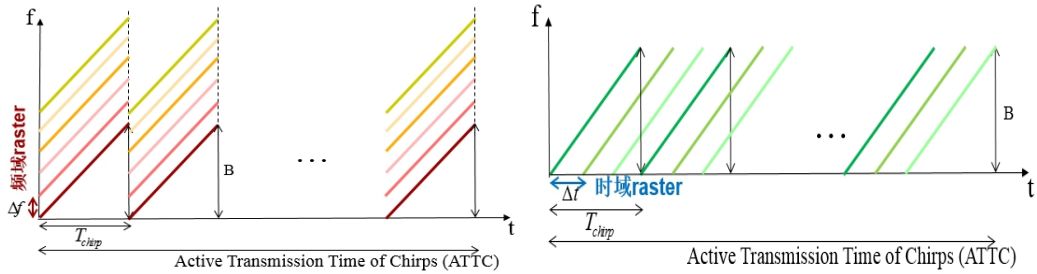 f
频域raster
Δf
B
...
t
T_chirp
Active Transmission Time of Chirps (ATTC)
f
B
...
Δt
时域raster
t
T_chirp
Active Transmission Time of Chirps (ATTC)